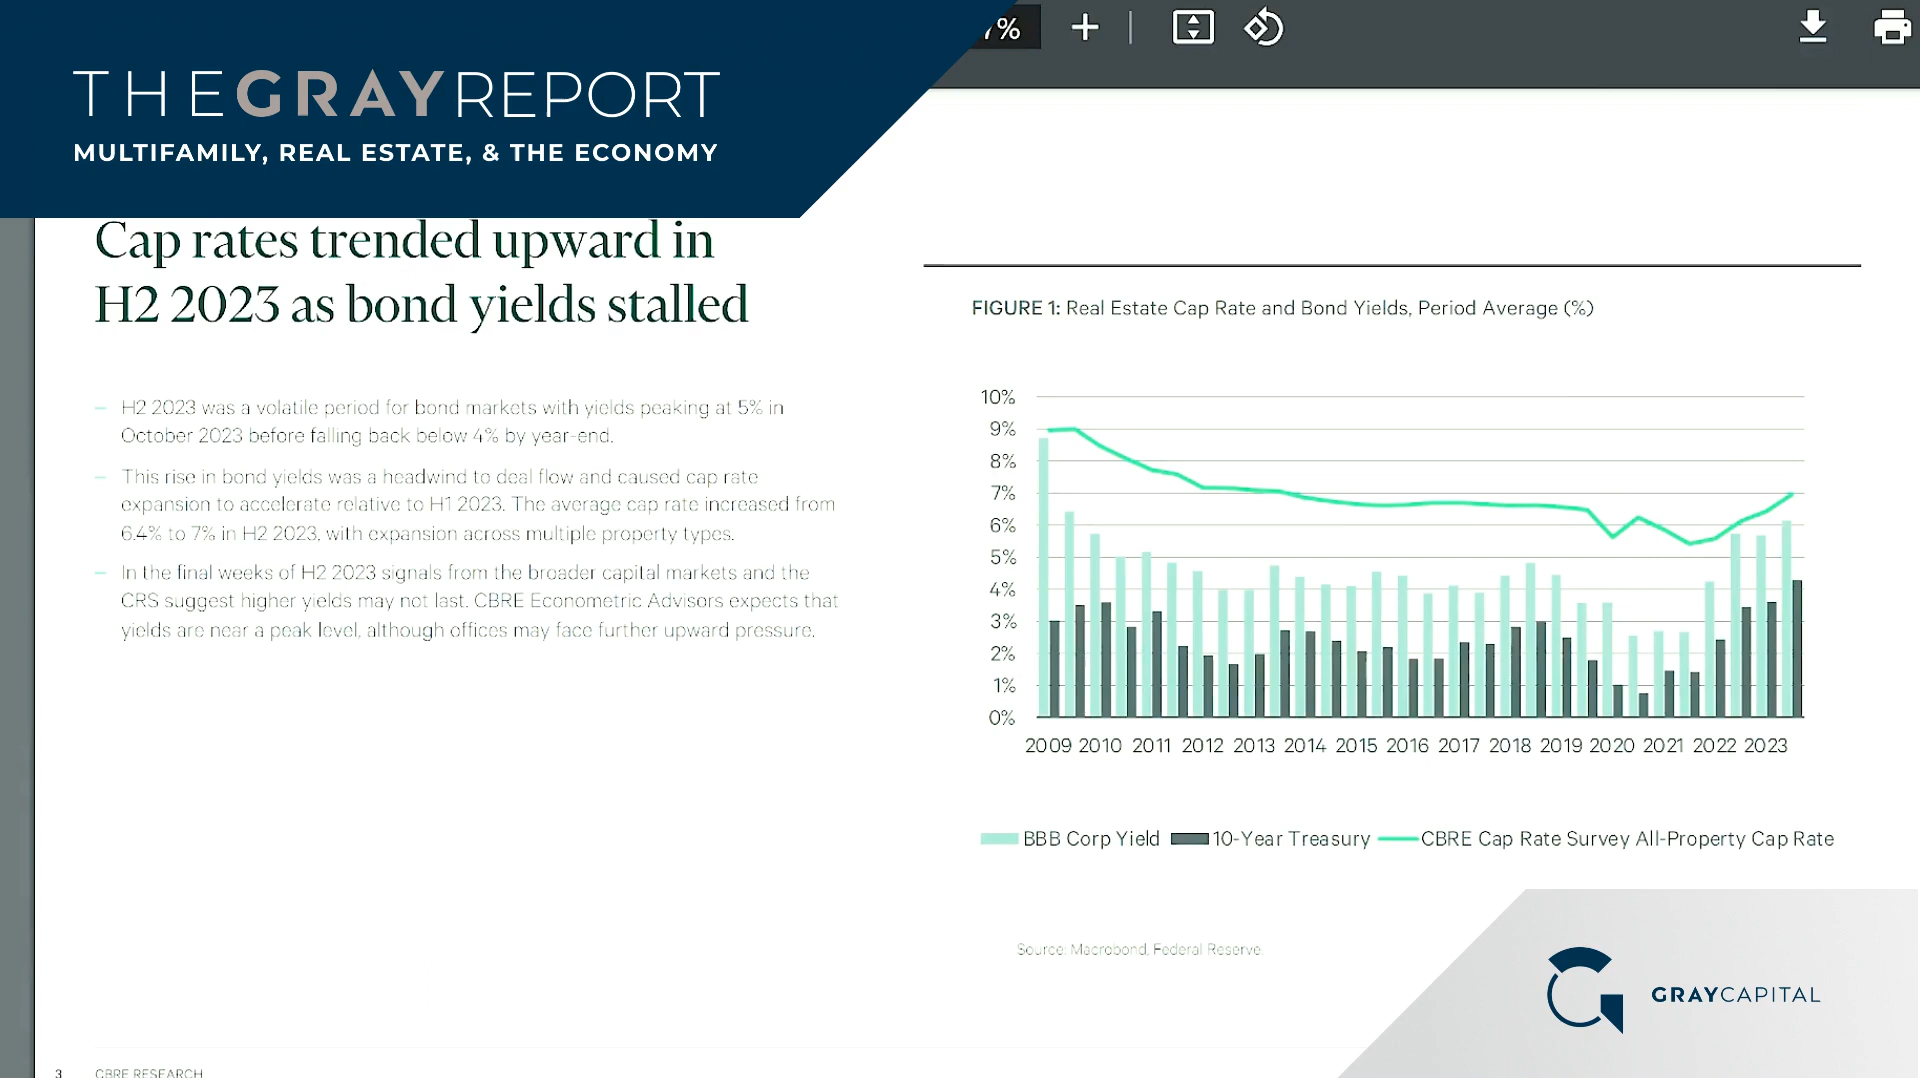 THE GRAY REPORT
MULTIFAMILY, REAL ESTATE, & THE ECONOMY
%
Cap rates trended upward in
H2 2023 as bond yields stalled
– H2 2023 was a volatile period for bond markets with yields peaking at 5% in
October 2023 before falling back below 4% by year-end.
– This rise in bond yields was a headwind to deal flow and caused cap rate
expansion to accelerate relative to H1 2023. The average cap rate increased from
6.4% to 7% in H2 2023, with expansion across multiple property types.
– In the final weeks of H2 2023 signals from the broader capital markets and the
CRS suggest higher yields may not last. CBRE Econometric Advisors expects that
yields are near a peak level, although offices may face further upward pressure.
FIGURE 1: Real Estate Cap Rate and Bond Yields, Period Average (%)
10%
9%
8%
7%
6%
5%
4%
3%
2%
1%
0%
2009 2010 2011 2012 2013 2014 2015 2016 2017 2018 2019 2020 2021 2022 2023
BBB Corp Yield 10-Year Treasury CBRE Cap Rate Survey All-Property Cap Rate
Source: Macrobond, Federal Reserve.
GRAYCAPITAL
3 CBRE RESEARCH